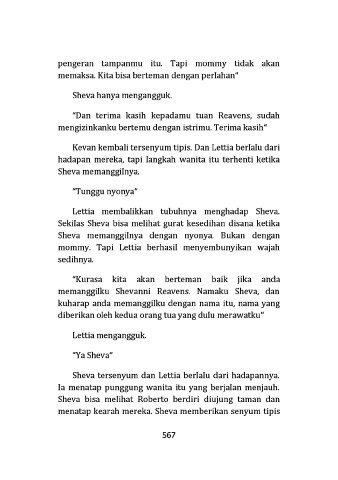 pengeran tampanmu itu. Tapi mommy tidak akan
memaksa. Kita bisa berteman dengan perlahan"
Sheva hanya mengangguk.
"Dan terima kasih kepadamu tuan Reavens, sudah
mengizinkanku bertemu dengan istrimu. Terima kasih"
Kevan kembali tersenyum tipis. Dan Lettia berlalu dari
hadapan mereka, tapi langkah wanita itu terhenti ketika
Sheva memanggilnya.
"Tunggu nyonya"
Lettia membalikkan tubuhnya menghadap Sheva.
Sekilas Sheva bisa melihat gurat kesedihan disana ketika
Sheva memanggilnya dengan nyonya. Bukan dengan
mommy. Tapi Lettia berhasil menyembunyikan wajah
sedihnya.
"Kurasa kita akan berteman baik jika anda
memanggilku Shevanni Reavens. Namaku Sheva, dan
kuharap anda memanggilku dengan nama itu, nama yang
diberikan oleh kedua orang tua yang dulu merawatku"
Lettia mengangguk.
"Ya Sheva"
Sheva tersenyum dan Lettia berlalu dari hadapannya.
Ia menatap punggung wanita itu yang berjalan menjauh.
Sheva bisa melihat Roberto berdiri diujung taman dan
menatap kearah mereka. Sheva memberikan senyum tipis
567